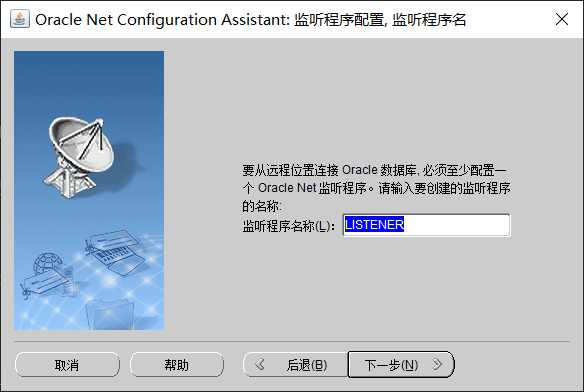 Oracle Net Configuration Assistant: 监听程序配置, 监听程序名
要从远程位置连接 Oracle 数据库, 必须至少配置一
个 Oracle Net 监听程序。请输入要创建的监听程序
的名称:
监听程序名称(L): LISTENER
取消 帮助 后退(B) 下一步(N)